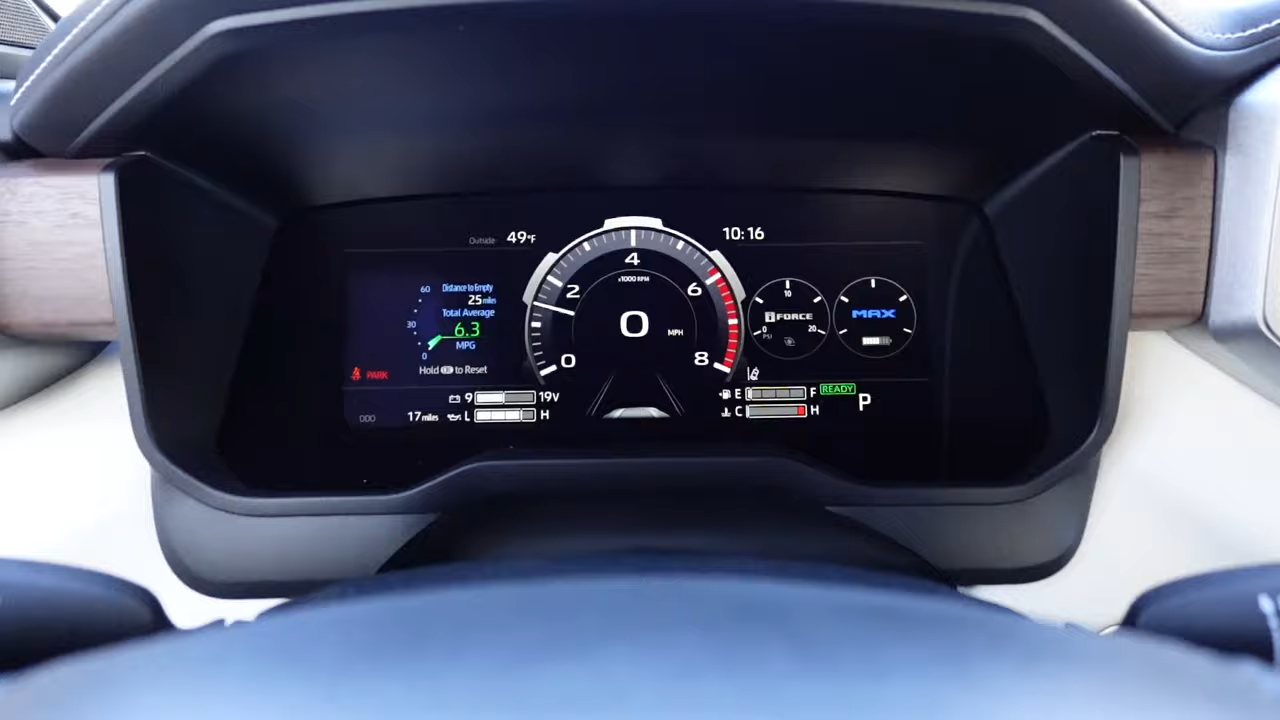 Outside 49°F
10:16
60 Distance to Empty
25 miles
Total Average
30 6.3
MPG
0
Hold OK to Reset
PARK
ODO 17 miles
9 19V
L H
0 2 4 6 8
x1000 RPM
0 MPH
10
0 20
PSI
i FORCE
MAX
E F
C H
READY
P